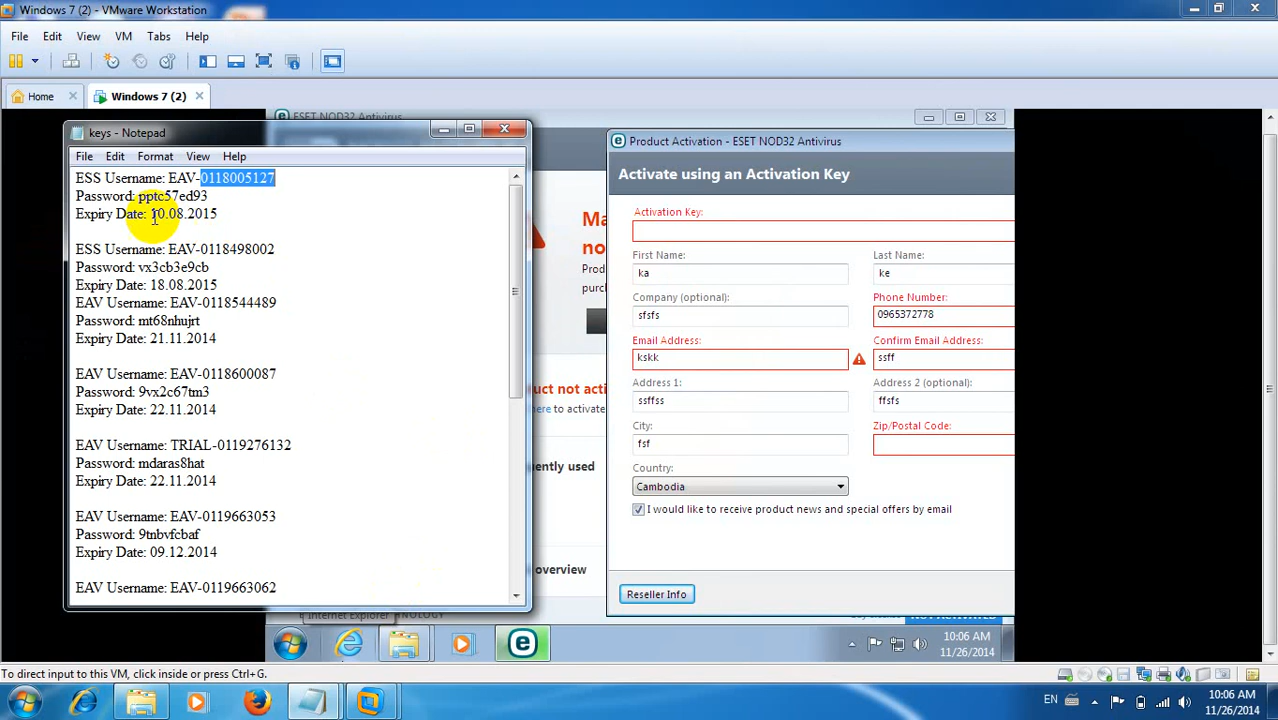 Windows 7 (2) - VMware Workstation
File Edit View VM Tabs Help
Home
Windows 7 (2)
ESET NOD32 Antivirus
keys - Notepad
File Edit Format View Help
ESS Username: EAV-0118005127
Password: pptc57ed93
Expiry Date: 10.08.2015
ESS Username: EAV-0118498002
Password: vx3cb3e9cb
Expiry Date: 18.08.2015
EAV Username: EAV-0118544489
Password: mt68nhujrt
Expiry Date: 21.11.2014
EAV Username: EAV-0118600087
Password: 9vx2c67tm3
Expiry Date: 22.11.2014
EAV Username: TRIAL-0119276132
Password: mdaras8hat
Expiry Date: 22.11.2014
EAV Username: EAV-0119663053
Password: 9tnbvfcbaf
Expiry Date: 09.12.2014
EAV Username: EAV-0119663062
Ma
no
Prod
purch
uct not acti
here to activate
ently used
overview
Product Activation - ESET NOD32 Antivirus
Activate using an Activation Key
Activation Key:
First Name:
Last Name:
ka
ke
Company (optional):
Phone Number:
sfsfs
0965372778
Email Address:
Confirm Email Address:
kskk
ssff
Address 1:
Address 2 (optional):
ssffss
ffsfs
City:
Zip/Postal Code:
fsf
Country:
Cambodia
I would like to receive product news and special offers by email
Reseller Info
Internet Explorer
NOLOGY
10:06 AM
11/26/2014
To direct input to this VM, click inside or press Ctrl+G.
EN
10:06 AM
11/26/2014